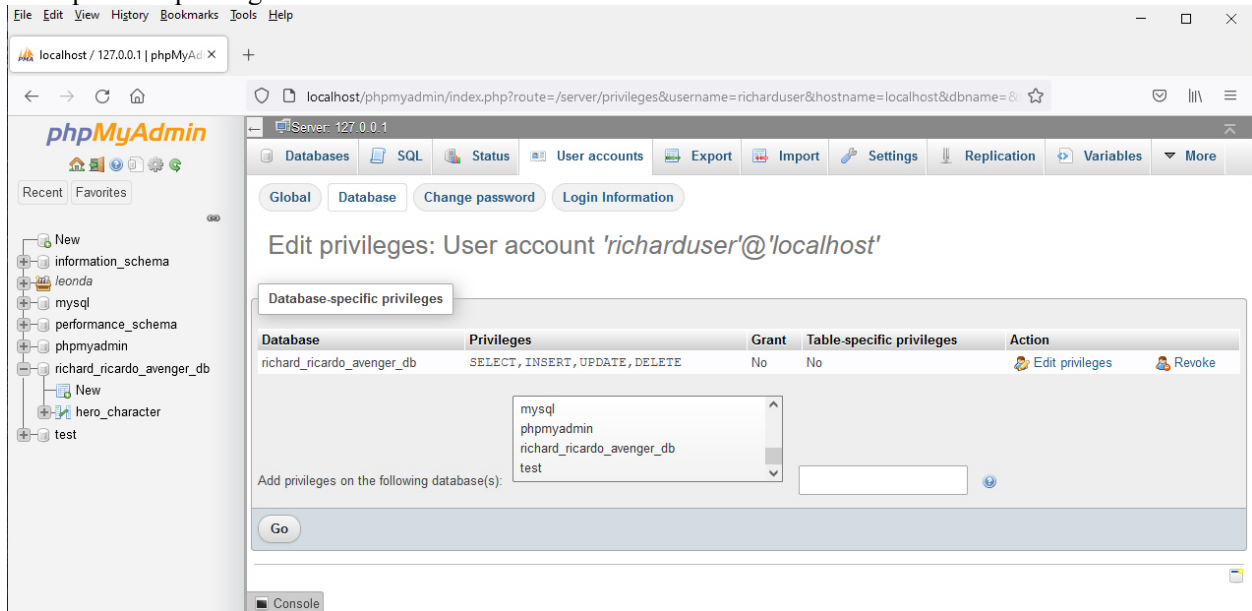 File Edit View History Bookmarks Tools Help
localhost / 127.0.0.1 | phpMyAd
localhost/phpmyadmin/index.php?route=/server/privileges&username=richarduser&hostname=localhost&dbname=&
phpMyAdmin
Recent Favorites
New
information_schema
leonda
mysql
performance_schema
phpmyadmin
richard_ricardo_avenger_db
New
hero_character
test
Server: 127.0.0.1
Databases SQL Status User accounts Export Import Settings Replication Variables More
Global Database Change password Login Information
Edit privileges: User account 'richarduser'@'localhost'
Database-specific privileges
Database Privileges Grant Table-specific privileges Action
richard_ricardo_avenger_db SELECT,INSERT,UPDATE,DELETE No No Edit privileges Revoke
mysql
phpmyadmin
richard_ricardo_avenger_db
test
Add privileges on the following database(s):
Go
Console